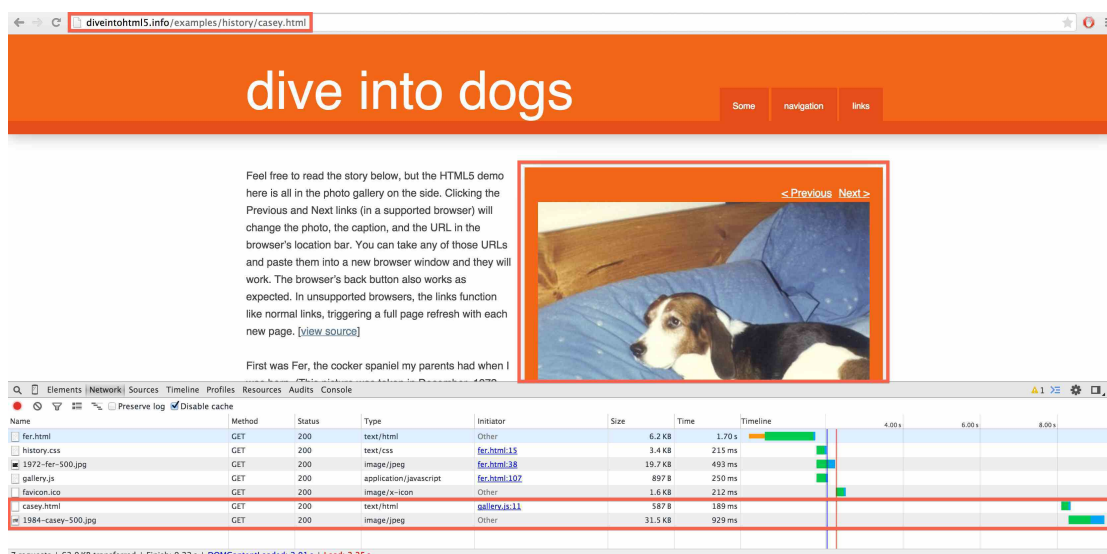 diveintohtml5.info/examples/history/casey.html
dive into dogs
Some navigation links
Feel free to read the story below, but the HTML5 demo
here is all in the photo gallery on the side. Clicking the
Previous and Next links (in a supported browser) will
change the photo, the caption, and the URL in the
browser's location bar. You can take any of those URLs
and paste them into a new browser window and they will
work. The browser's back button also works as
expected. In unsupported browsers, the links function
like normal links, triggering a full page refresh with each
new page. [view source]
First was Fer, the cocker spaniel my parents had when I
< Previous Next >
Elements Network Sources Timeline Profiles Resources Audits Console 1
Preserve log Disable cache
Name Method Status Type Initiator Size Time Timeline 4.00 s 6.00 s 8.00 s
fer.html GET 200 text/html Other 6.2 KB 1.70 s
history.css GET 200 text/css fer.html:15 3.4 KB 215 ms
1972-fer-500.jpg GET 200 image/jpeg fer.html:38 19.7 KB 493 ms
gallery.js GET 200 application/javascript fer.html:107 897 B 250 ms
favicon.ico GET 200 image/x-icon Other 1.6 KB 212 ms
casey.html GET 200 text/html gallery.js:11 587 B 189 ms
1984-casey-500.jpg GET 200 image/jpeg Other 31.5 KB 929 ms